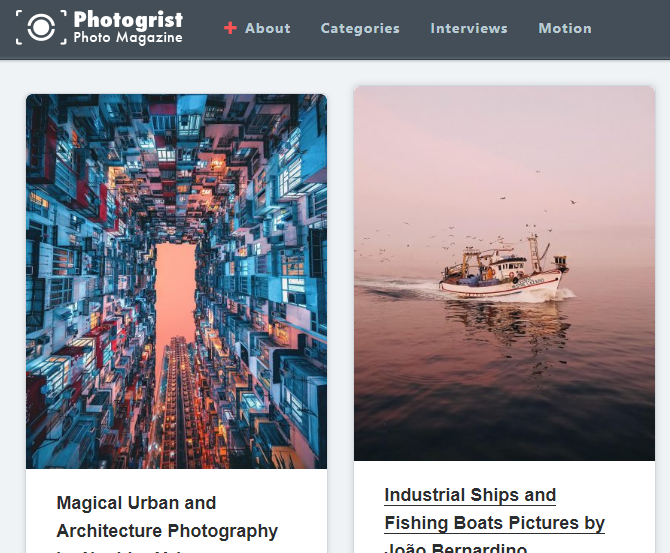 Photogrist
Photo Magazine
About
Categories
Interviews
Motion
Magical Urban and
Architecture Photography
Industrial Ships and
Fishing Boats Pictures by
João Bernardino